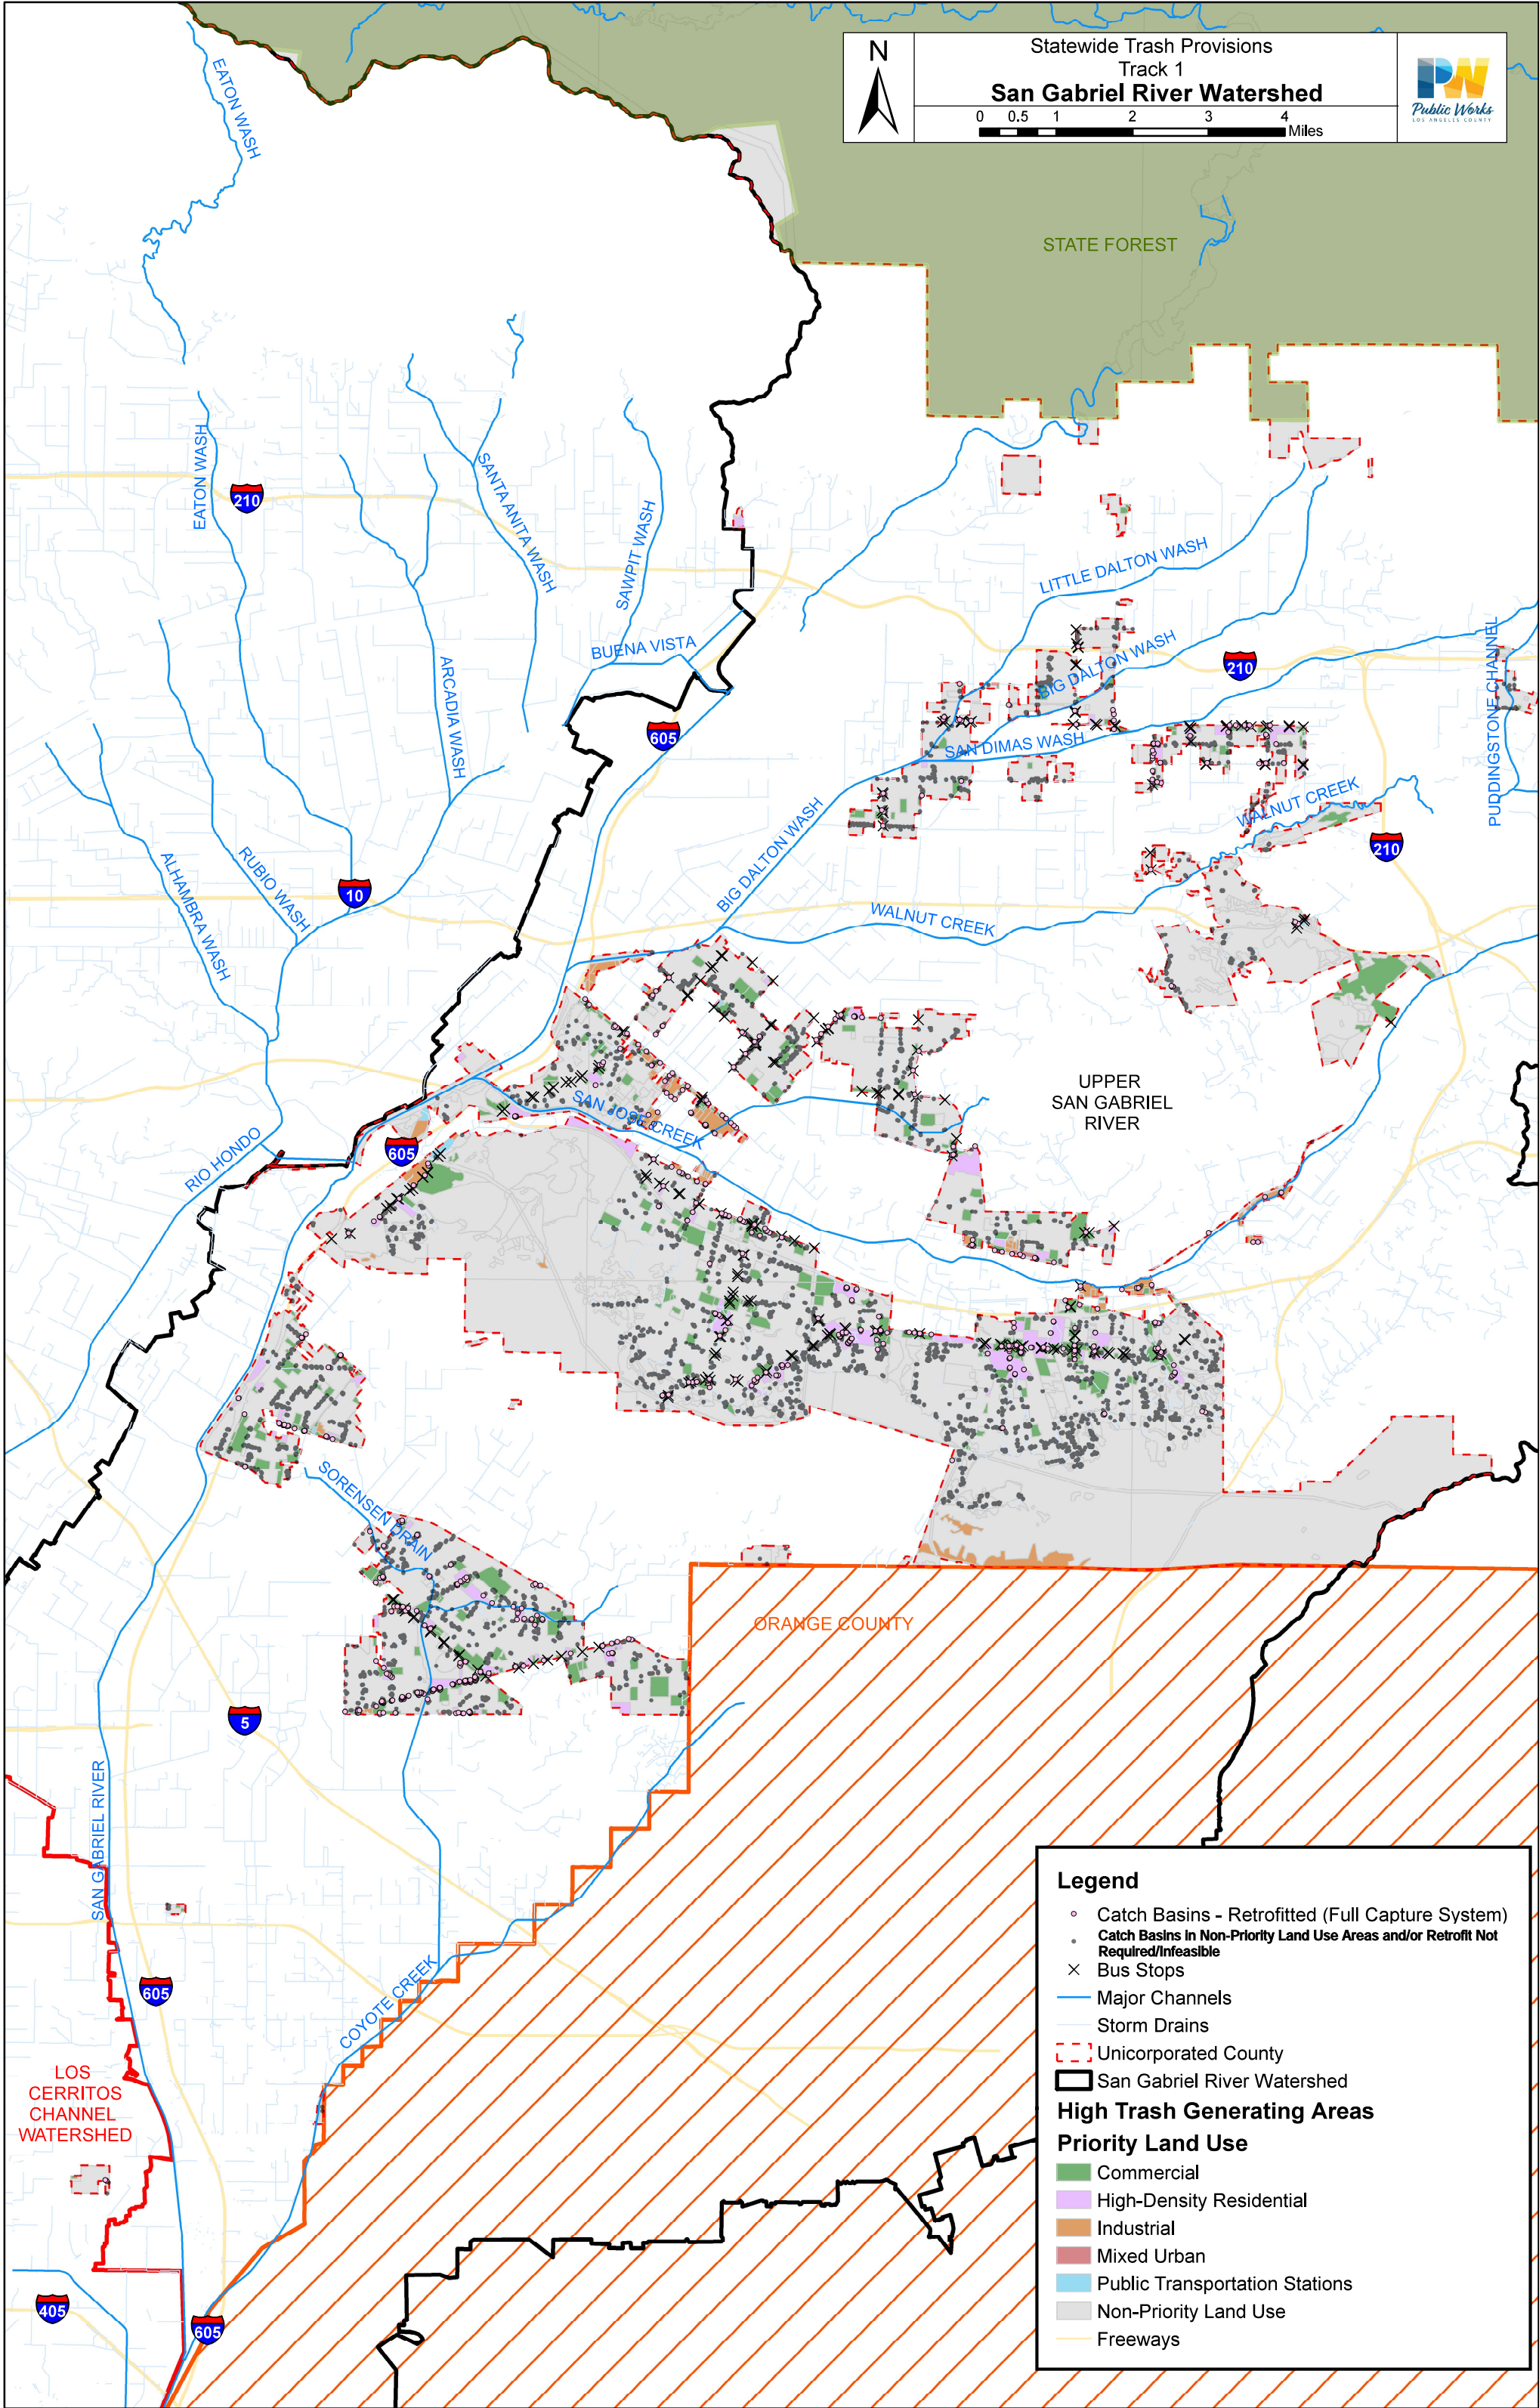 N
Statewide Trash Provisions
Track 1
San Gabriel River Watershed
0 0.5 1 2 3 4
Miles
PW
Public Works
LOS ANGELES COUNTY
EATON WASH
STATE FOREST
EATON WASH
210
SANTA ANITA WASH
SAWPIT WASH
LITTLE DALTON WASH
BUENA VISTA
ARCADIA WASH
BIG DALTON WASH
210
PUDDINGSTONE CHANNEL
605
SAN DIMAS WASH
WALNUT CREEK
210
ALHAMBRA WASH
RUBIO WASH
10
BIG DALTON WASH
WALNUT CREEK
UPPER
SAN GABRIEL
RIVER
SAN JOSE CREEK
RIO HONDO
605
SORENSEN DRAIN
ORANGE COUNTY
5
SAN GABRIEL RIVER
605
COYOTE CREEK
LOS
CERRITOS
CHANNEL
WATERSHED
405
605
Legend
Catch Basins - Retrofitted (Full Capture System)
Catch Basins in Non-Priority Land Use Areas and/or Retrofit Not
Required/Infeasible
Bus Stops
Major Channels
Storm Drains
Unicorporated County
San Gabriel River Watershed
High Trash Generating Areas
Priority Land Use
Commercial
High-Density Residential
Industrial
Mixed Urban
Public Transportation Stations
Non-Priority Land Use
Freeways